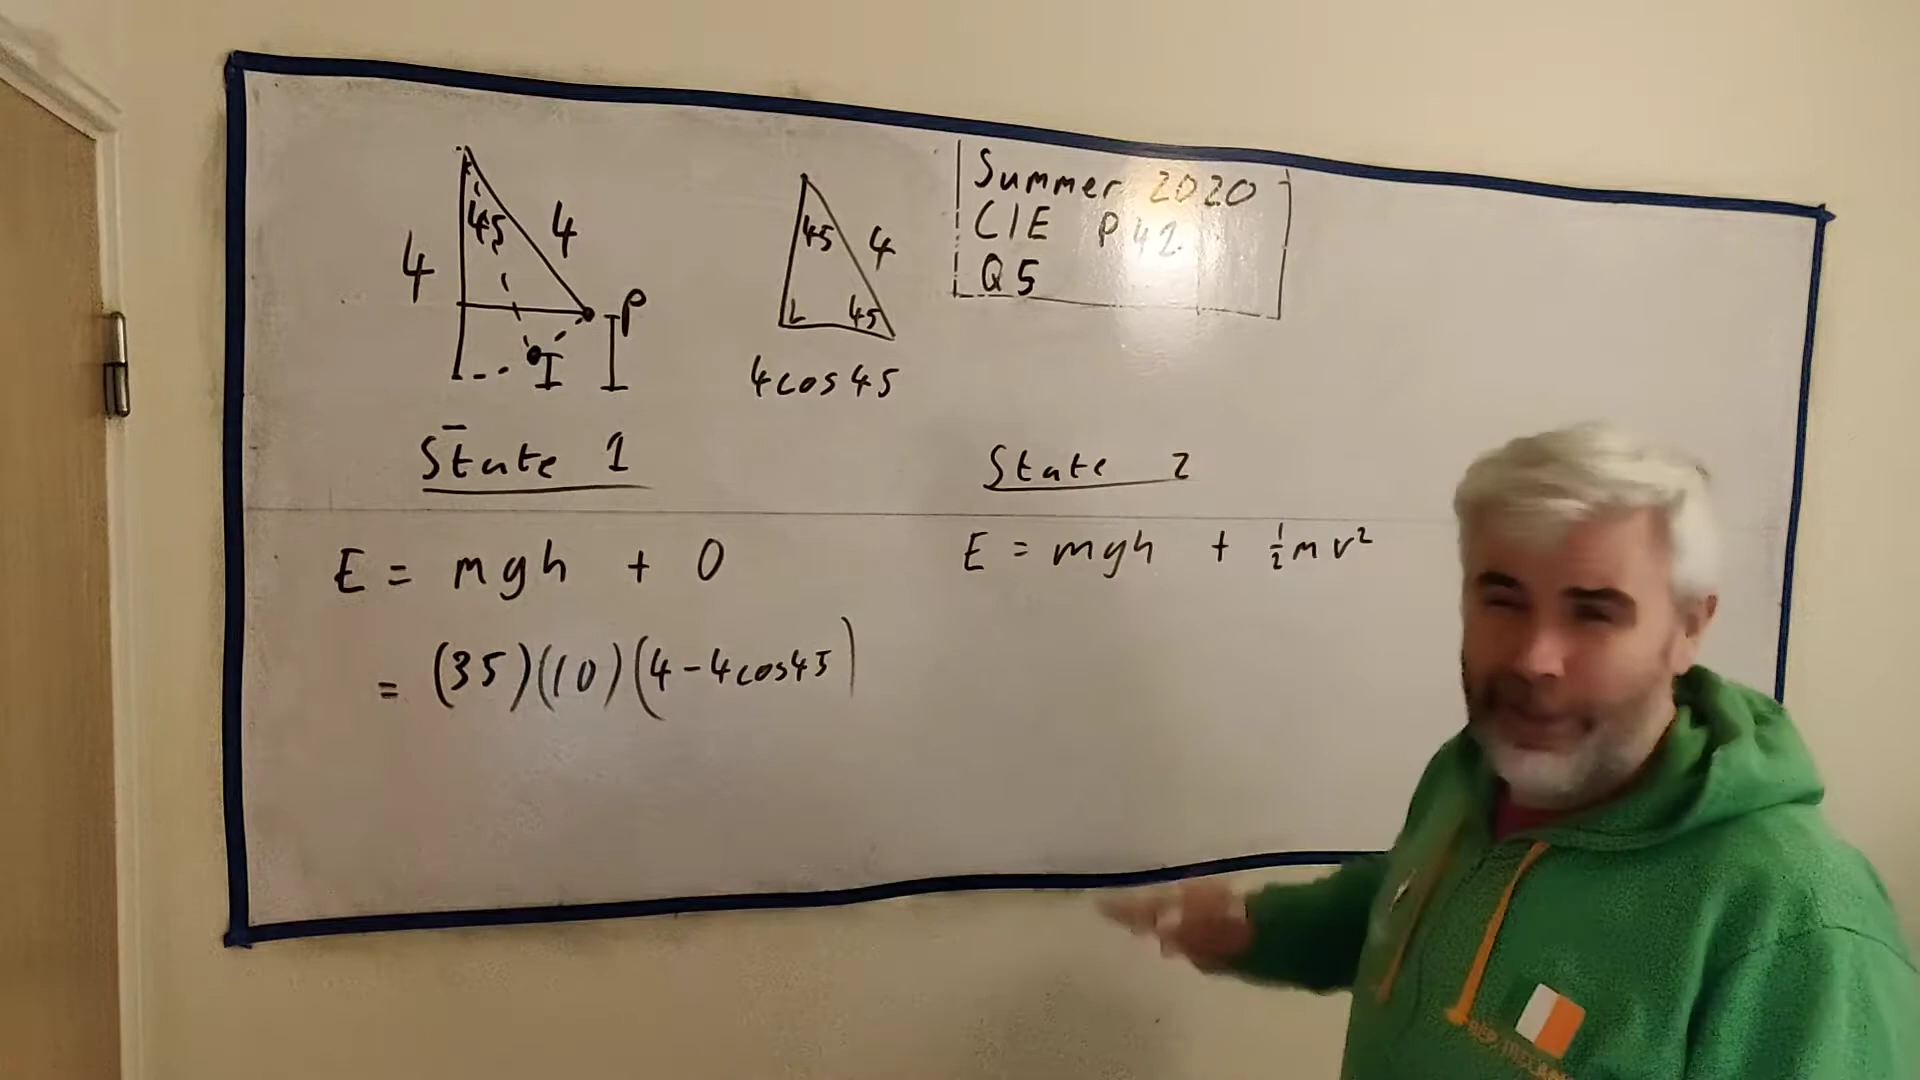 45
4
4
P
45
4
45
4cos45
Summer 2020
CIE P42
Q5
State 1
State 2
E = mgh + 0
= (35)(10)(4-4cos45)
E = mgh + ½mv²